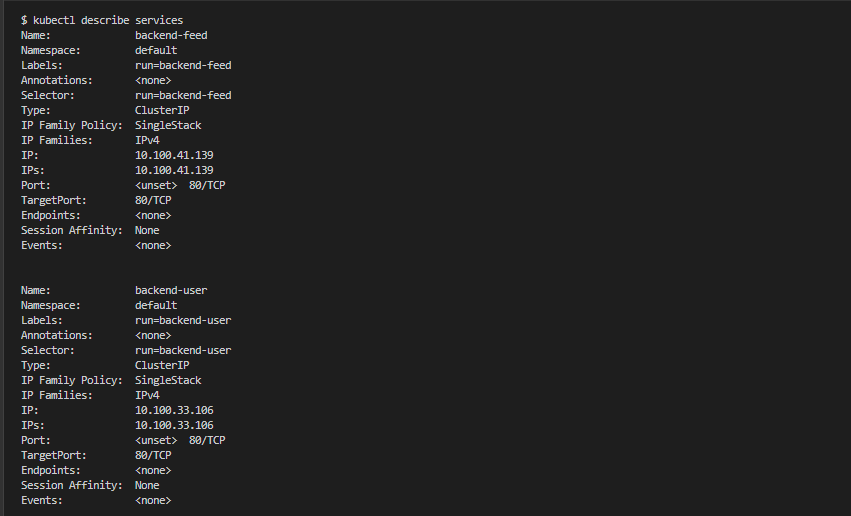 $ kubectl describe services
Name:              backend-feed
Namespace:         default
Labels:            run=backend-feed
Annotations:       <none>
Selector:          run=backend-feed
Type:              ClusterIP
IP Family Policy:  SingleStack
IP Families:       IPv4
IP:                10.100.41.139
IPs:               10.100.41.139
Port:              <unset>  80/TCP
TargetPort:        80/TCP
Endpoints:         <none>
Session Affinity:  None
Events:            <none>
Name:              backend-user
Namespace:         default
Labels:            run=backend-user
Annotations:       <none>
Selector:          run=backend-user
Type:              ClusterIP
IP Family Policy:  SingleStack
IP Families:       IPv4
IP:                10.100.33.106
IPs:               10.100.33.106
Port:              <unset>  80/TCP
TargetPort:        80/TCP
Endpoints:         <none>
Session Affinity:  None
Events:            <none>